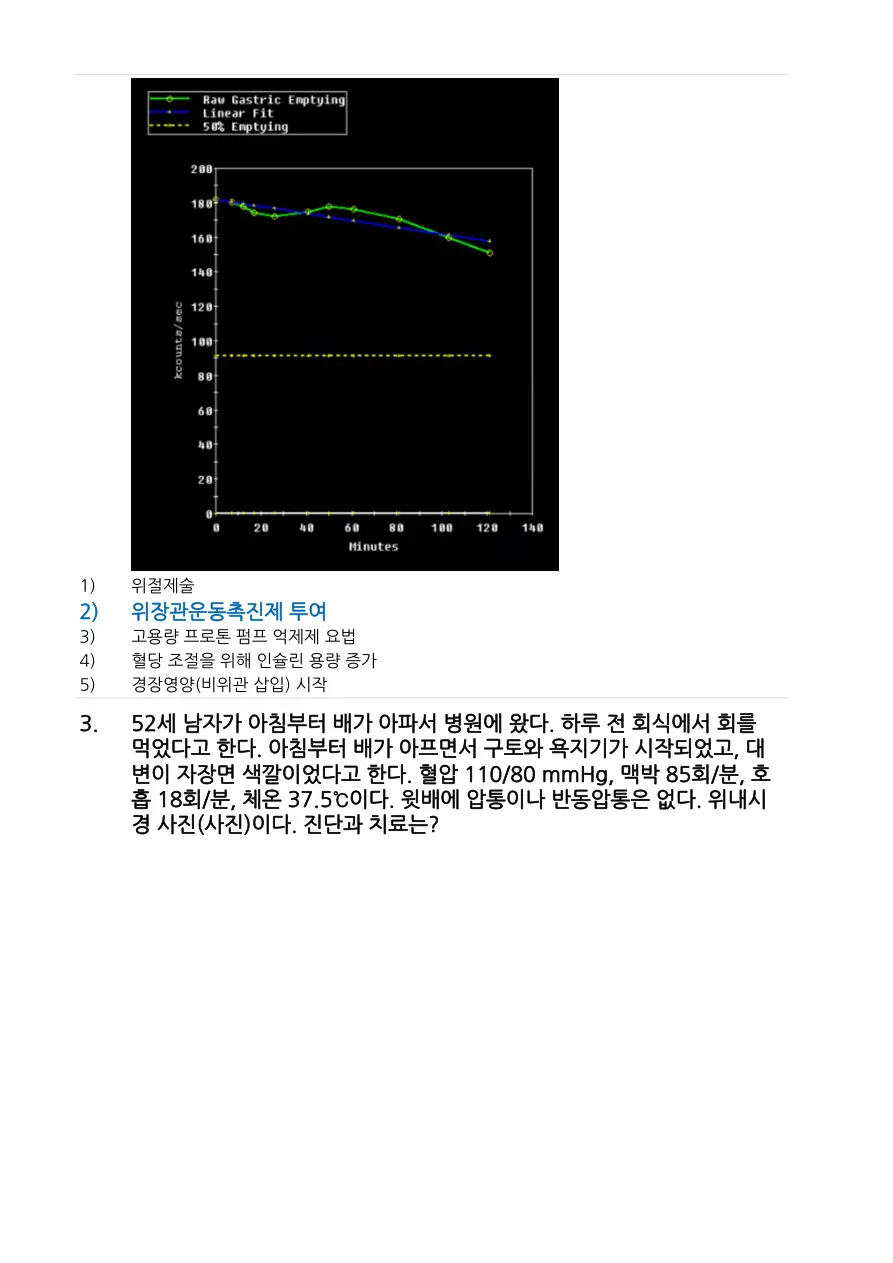 Raw Gastric Emptying
Linear Fit
50% Emptying
200
180
160
140
120
100
80
60
40
20
0
kcounts/sec
0 20 40 60 80 100 120 140
Minutes
1) 위절제술
2) 위장관운동촉진제 투여
3) 고용량 프로톤 펌프 억제제 요법
4) 혈당 조절을 위해 인슐린 용량 증가
5) 경장영양(비위관 삽입) 시작
3. 52세 남자가 아침부터 배가 아파서 병원에 왔다. 하루 전 회식에서 회를
먹었다고 한다. 아침부터 배가 아프면서 구토와 욕지기가 시작되었고, 대
변이 자장면 색깔이었다고 한다. 혈압 110/80 mmHg, 맥박 85회/분, 호
흡 18회/분, 체온 37.5℃이다. 윗배에 압통이나 반동압통은 없다. 위내시
경 사진(사진)이다. 진단과 치료는?